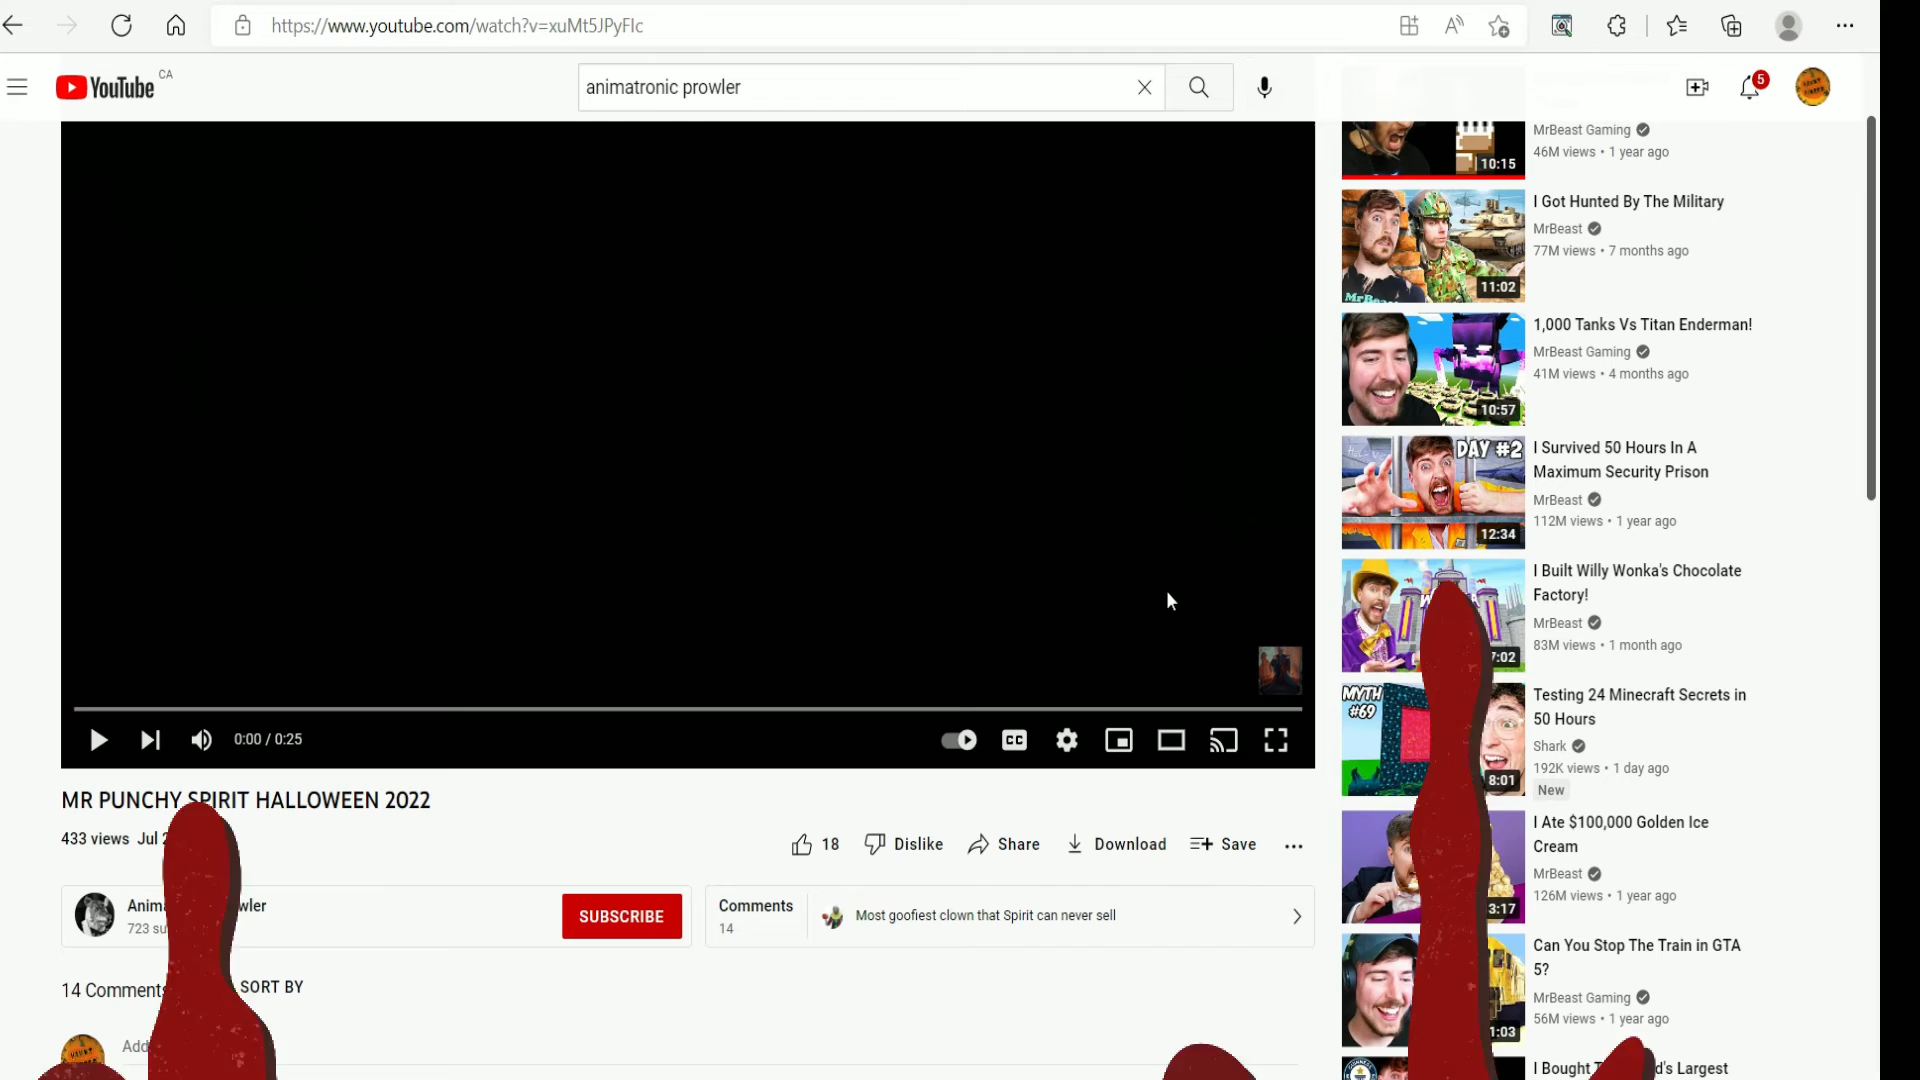 https://www.youtube.com/watch?v=xuMt5JPyFIc
YouTube CA
animatronic prowler
5
MrBeast Gaming
46M views • 1 year ago
10:15
I Got Hunted By The Military
MrBeast
77M views • 7 months ago
11:02
1,000 Tanks Vs Titan Enderman!
MrBeast Gaming
41M views • 4 months ago
10:57
DAY #2
I Survived 50 Hours In A
Maximum Security Prison
MrBeast
112M views • 1 year ago
12:34
I Built Willy Wonka's Chocolate
Factory!
MrBeast
83M views • 1 month ago
7:02
MYTH
#69
Testing 24 Minecraft Secrets in
50 Hours
Shark
192K views • 1 day ago
8:01
New
I Ate $100,000 Golden Ice
Cream
MrBeast
126M views • 1 year ago
3:17
Can You Stop The Train in GTA
5?
MrBeast Gaming
56M views • 1 year ago
1:03
I Bought
Largest
0:00 / 0:25
CC
MR PUNCHY SPIRIT HALLOWEEN 2022
433 views Jul
18
Dislike
Share
Download
Save
723
SUBSCRIBE
Comments
14
Most goofiest clown that Spirit can never sell
14 Comments
SORT BY